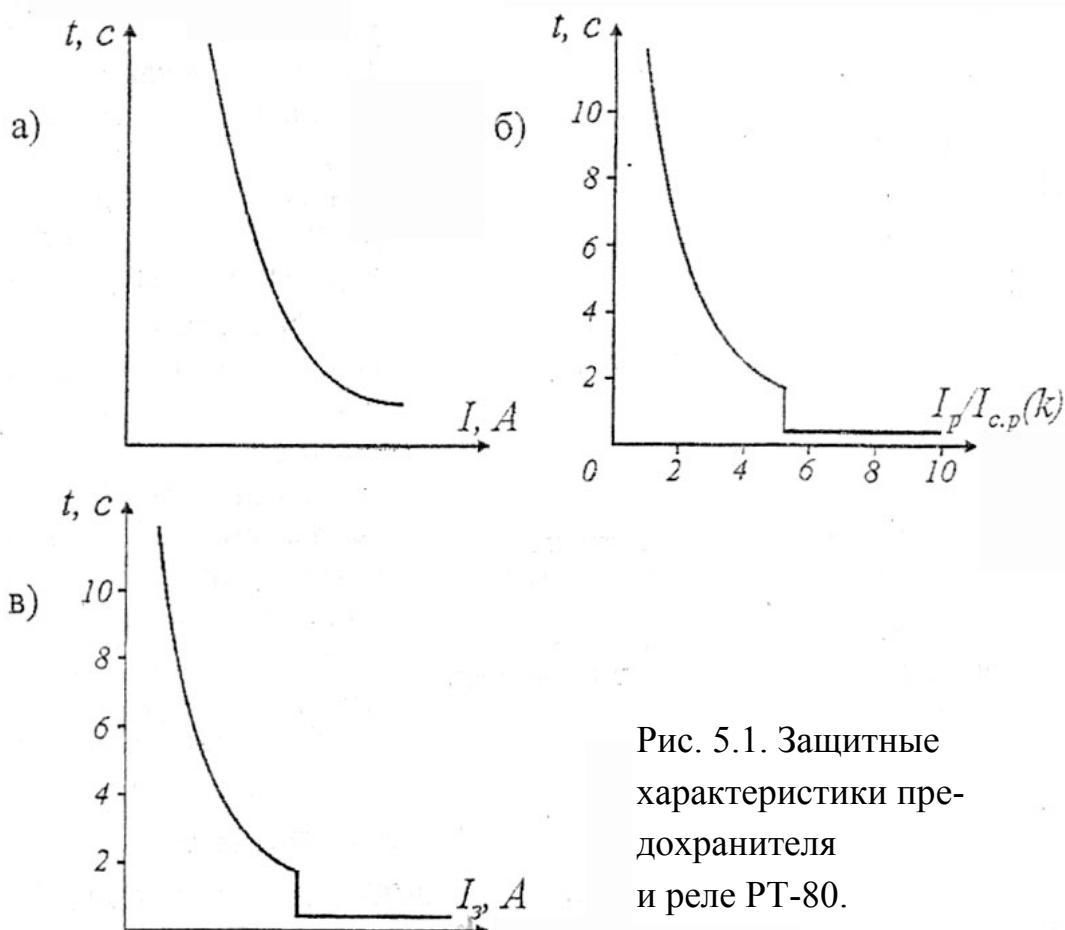 t, c
t, c
а)
б)
10
8
6
4
2
I, A
I_p/I_{c.p}(k)
0
2
4
6
8
10
t, c
в)
10
8
6
4
2
I_з, A
Рис. 5.1. Защитные
характеристики пре-
дохранителя
и реле РТ-80.